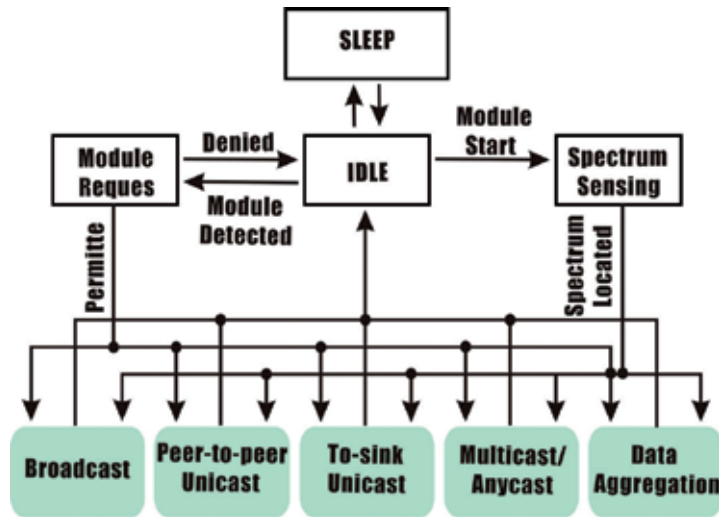 SLEEP
Denied
Module
Start
Module
Reques
IDLE
Spectrum
Sensing
Module
Detected
Permitte
Spectrum
Located
Broadcast
Peer-to-peer
Unicast
To-sink
Unicast
Multicast/
Anycast
Data
Aggregation